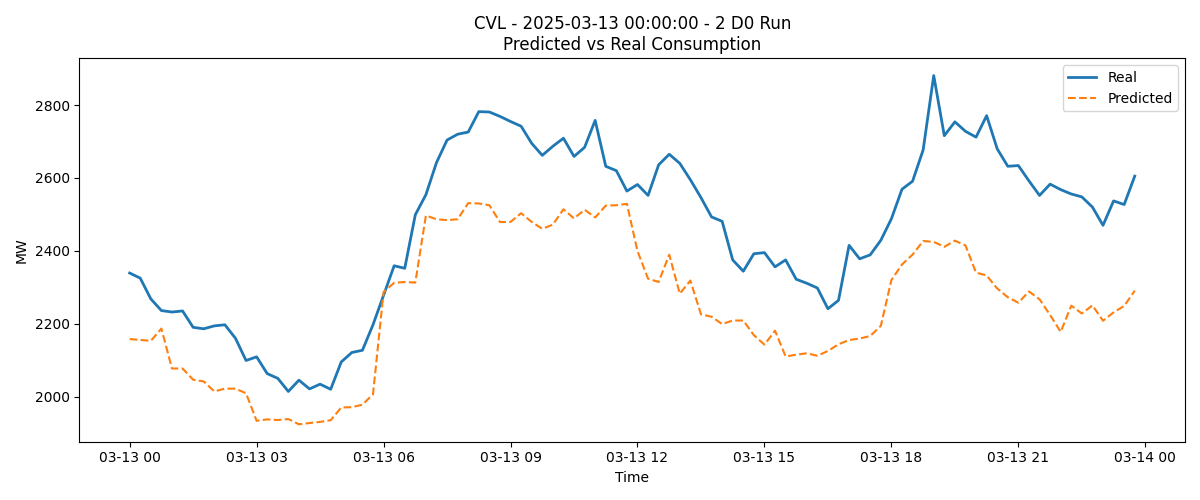 CVL - 2025-03-13 00:00:00 - 2 D0 Run
Predicted vs Real Consumption
Real
Predicted
MW
2800
2600
2400
2200
2000
03-13 00
03-13 03
03-13 06
03-13 09
03-13 12
03-13 15
03-13 18
03-13 21
03-14 00
Time